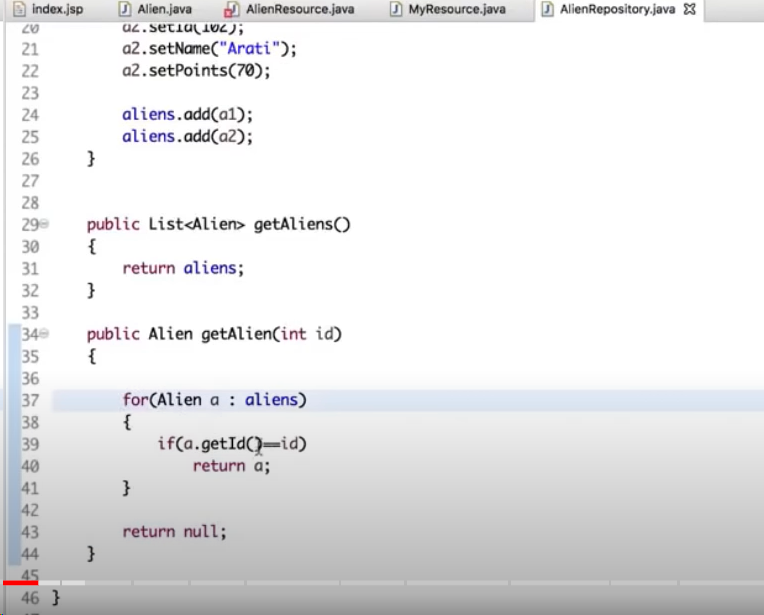 index.jsp Alien.java AlienResource.java MyResource.java AlienRepository.java
20 a2.setId(102);
21 a2.setName("Arati");
22 a2.setPoints(70);
23
24 aliens.add(a1);
25 aliens.add(a2);
26 }
27
28
29 public List<Alien> getAliens()
30 {
31 return aliens;
32 }
33
34 public Alien getAlien(int id)
35 {
36
37 for(Alien a : aliens)
38 {
39 if(a.getId()==id)
40 return a;
41 }
42
43 return null;
44 }
45
46 }